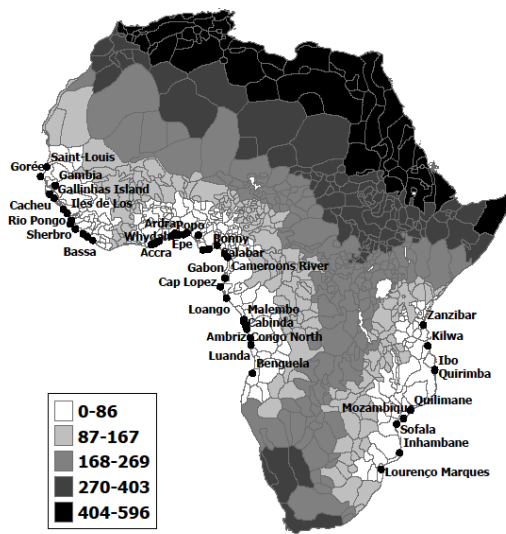 Saint-Louis
Gorée
Gambia
Gallinhas Island
Cacheu
Iles de Los
Rio Pongo
Sherbro
Bassa
Ardrap
Popo
Whydah
Epe
Accra
Bonny
Calabar
Cameroons River
Gabon
Cap Lopez
Loango
Malembo
Cabinda
Ambriz
Congo North
Luanda
Benguela
Zanzibar
Kilwa
Ibo
Quirimba
Mozambique
Quilimane
Sofala
Inhambane
Lourenço Marques
0-86
87-167
168-269
270-403
404-596